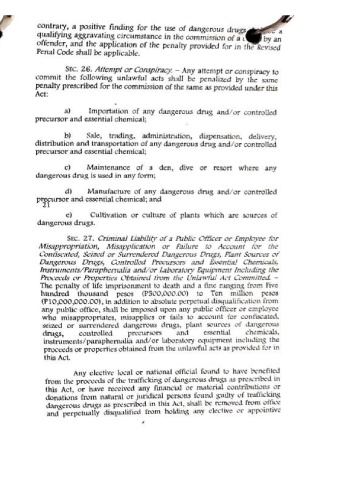 contrary, a positive finding for the use of dangerous drugs a
qualifying aggravating circumstance in the commission of a by an
offender, and the application of the penalty provided for in the Revised
Penal Code shall be applicable.
SEC. 26. Attempt or Conspiracy. – Any attempt or conspiracy to
commit the following unlawful acts shall be penalized by the same
penalty prescribed for the commission of the same as provided under this
Act:
a) Importation of any dangerous drug and/or controlled
precursor and essential chemical;
b) Sale, trading, administration, dispensation, delivery,
distribution and transportation of any dangerous drug and/or controlled
precursor and essential chemical;
c) Maintenance of a den, dive or resort where any
dangerous drug is used in any form;
d) Manufacture of any dangerous drug and/or controlled
precursor and essential chemical; and
21
e) Cultivation or culture of plants which are sources of
dangerous drugs.
SEC. 27. Criminal Liability of a Public Officer or Employee for
Misappropriation, Misapplication or Failure to Account for the
Confiscated, Seized or Surrendered Dangerous Drugs, Plant Sources of
Dangerous Drugs, Controlled Precursors and Essential Chemicals,
Instruments/Paraphernalia and/or Laboratory Equipment Including the
Proceeds or Properties Obtained from the Unlawful Act Committed. –
The penalty of life imprisonment to death and a fine ranging from Five
hundred thousand pesos (P500,000.00) to Ten million pesos
(P10,000,000.00), in addition to absolute perpetual disqualification from
any public office, shall be imposed upon any public officer or employee
who misappropriates, misapplies or fails to account for confiscated,
seized or surrendered dangerous drugs, plant sources of dangerous
drugs, controlled precursors and essential chemicals,
instruments/paraphernalia and/or laboratory equipment including the
proceeds or properties obtained from the unlawful acts as provided for in
this Act.
Any elective local or national official found to have benefited
from the proceeds of the trafficking of dangerous drugs as prescribed in
this Act, or have received any financial or material contributions or
donations from natural or juridical persons found guilty of trafficking
dangerous drugs as prescribed in this Act, shall be removed from office
and perpetually disqualified from holding any elective or appointive